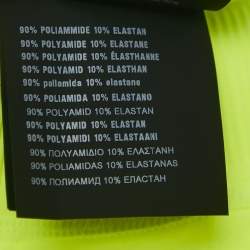 90% POLIAMMIDE 10% ELASTAN
90% POLYAMIDE 10% ELASTANE
90% POLYAMIDE 10% ELASTHANNE
90% POLYAMID 10% ELASTHAN
90% poliamida 10% elastano
90% POLIAMIDA 10% ELASTANO
90% POLYAMID 10% ELASTAN
90% POLYAMID 10% ELASTAN
90% POLYAMIDI 10% ELASTAANI
90% ΠΟΛΥΑΜΙΔΙΟ 10% ΕΛΑΣΤΑΝΗ
90% POLIAMIDAS 10% ELASTANAS
90% ПОЛИАМИД 10% ЕЛАСТАН